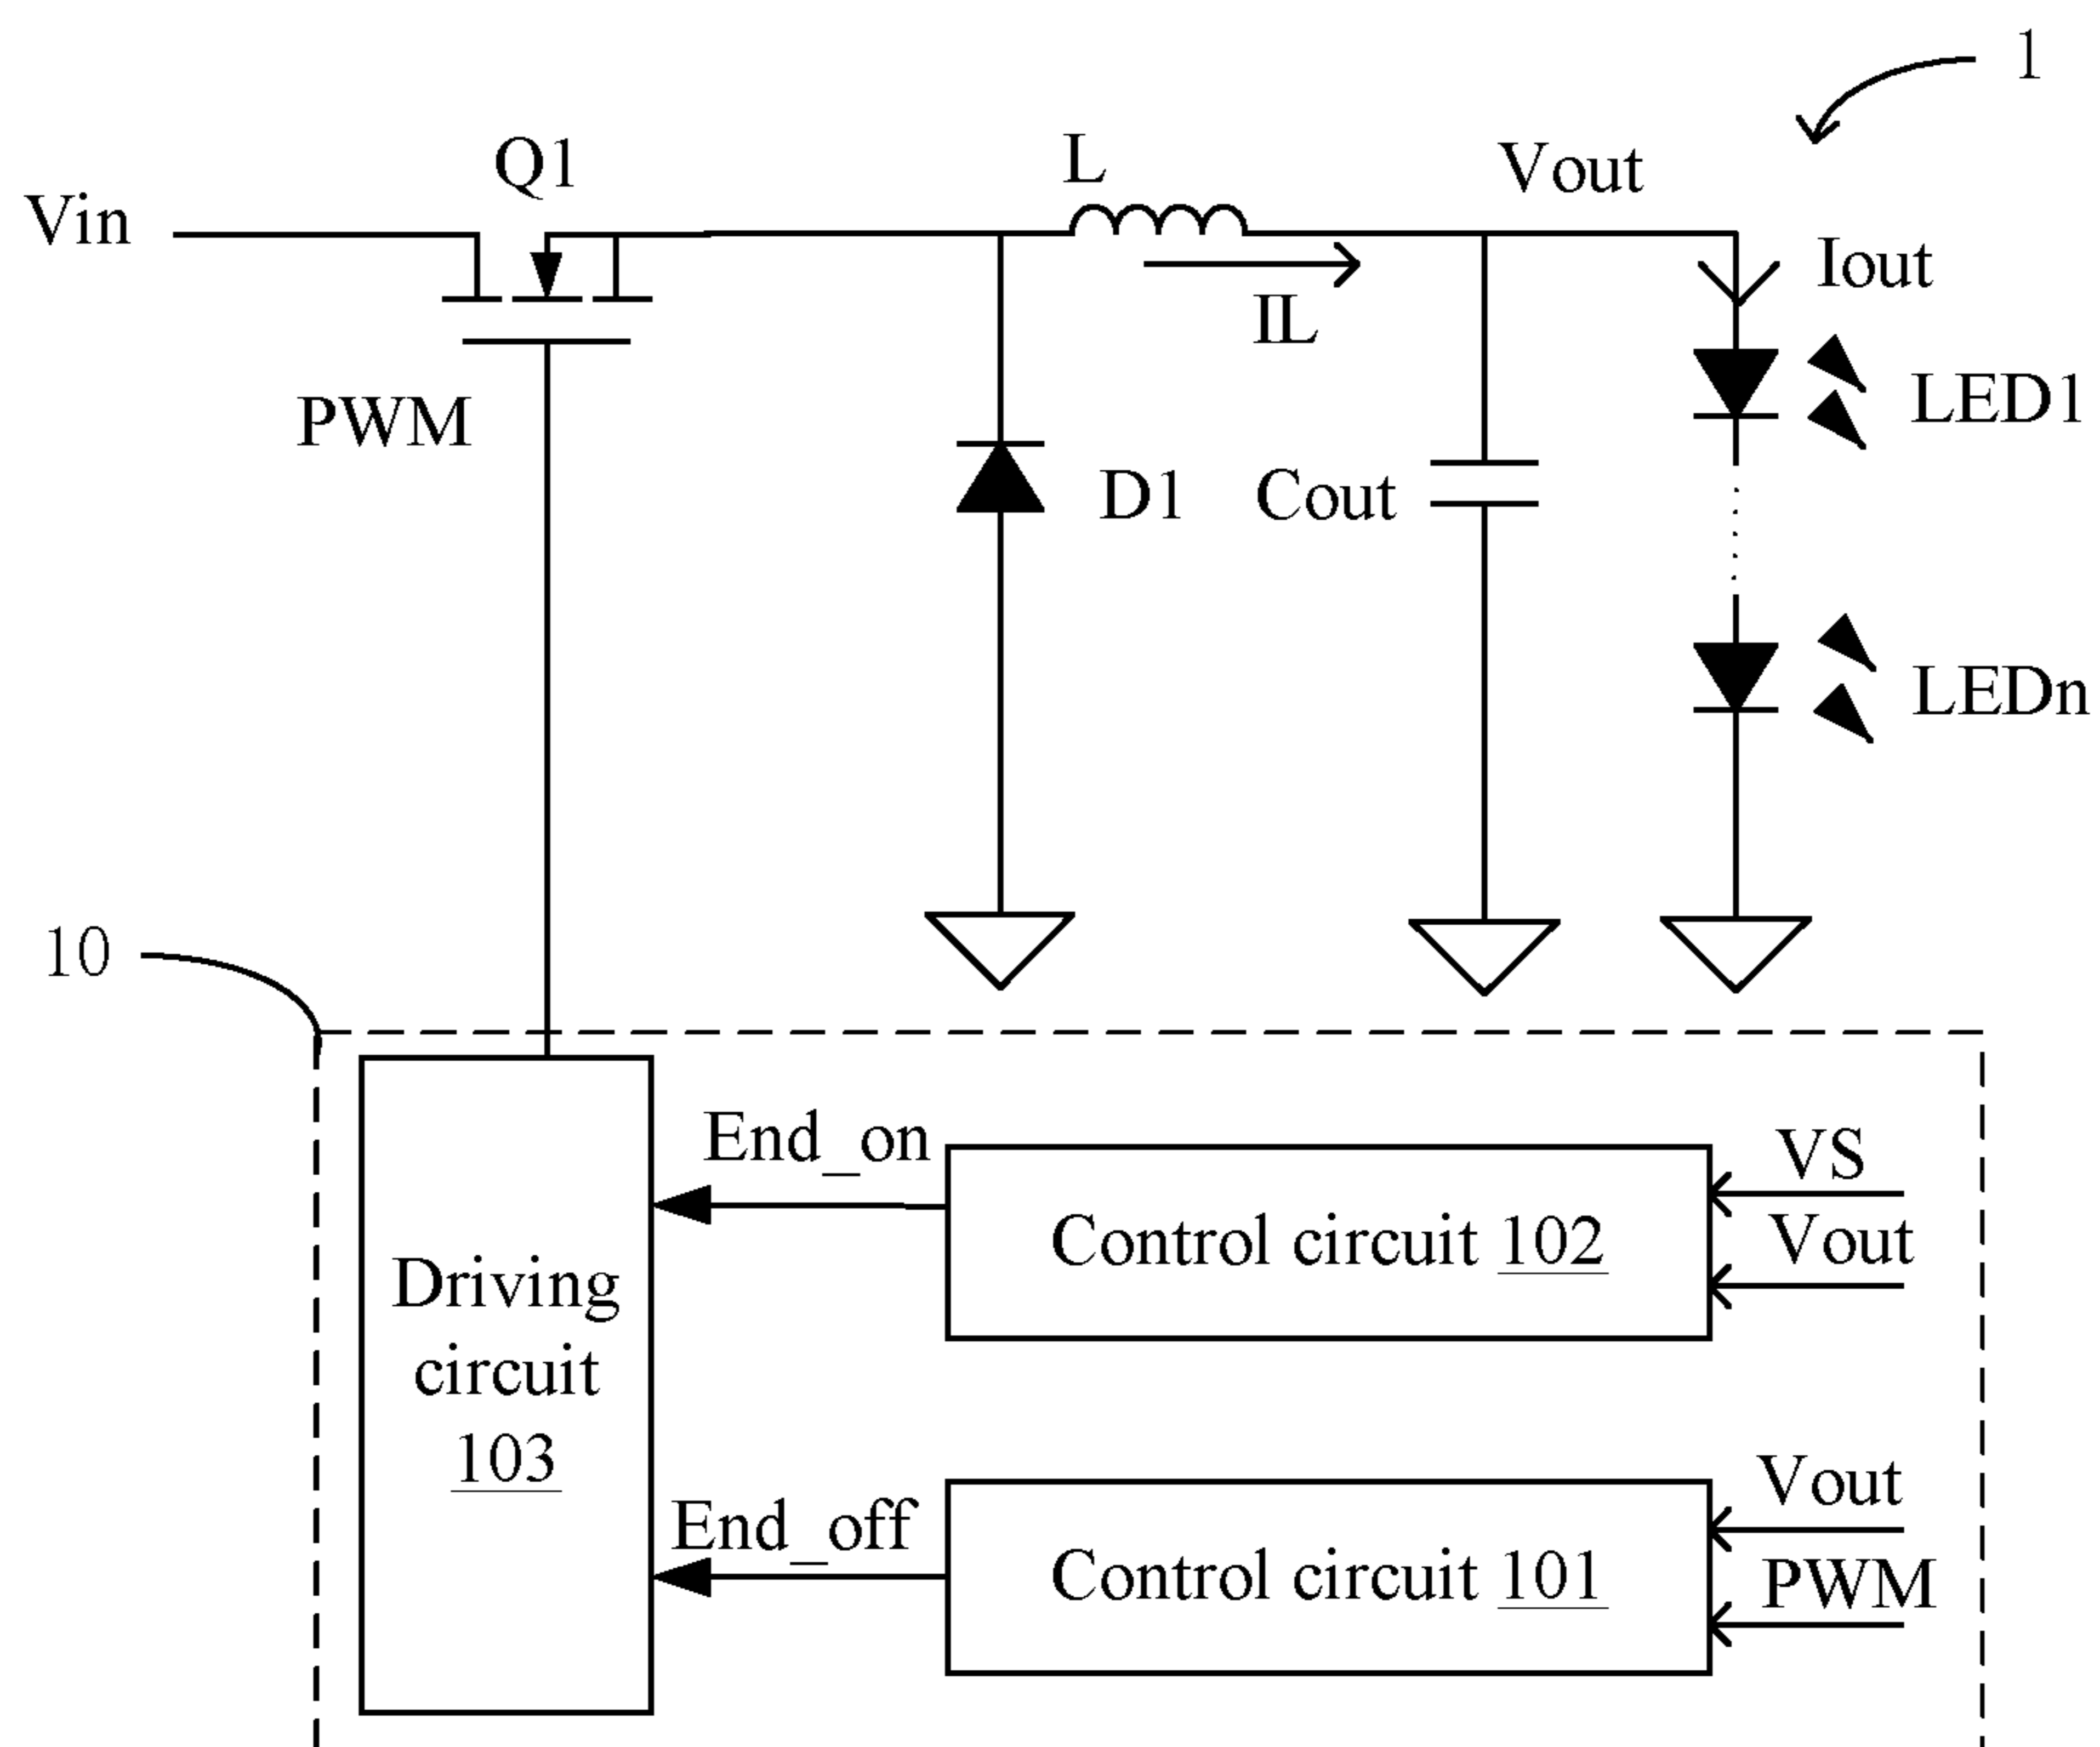 1
Q1
L
Vout
Vin
Iout
IL
LED1
PWM
D1
Cout
LEDn
10
End_on
VS
Control circuit 102
Vout
Driving
circuit
103
End_off
Vout
Control circuit 101
PWM